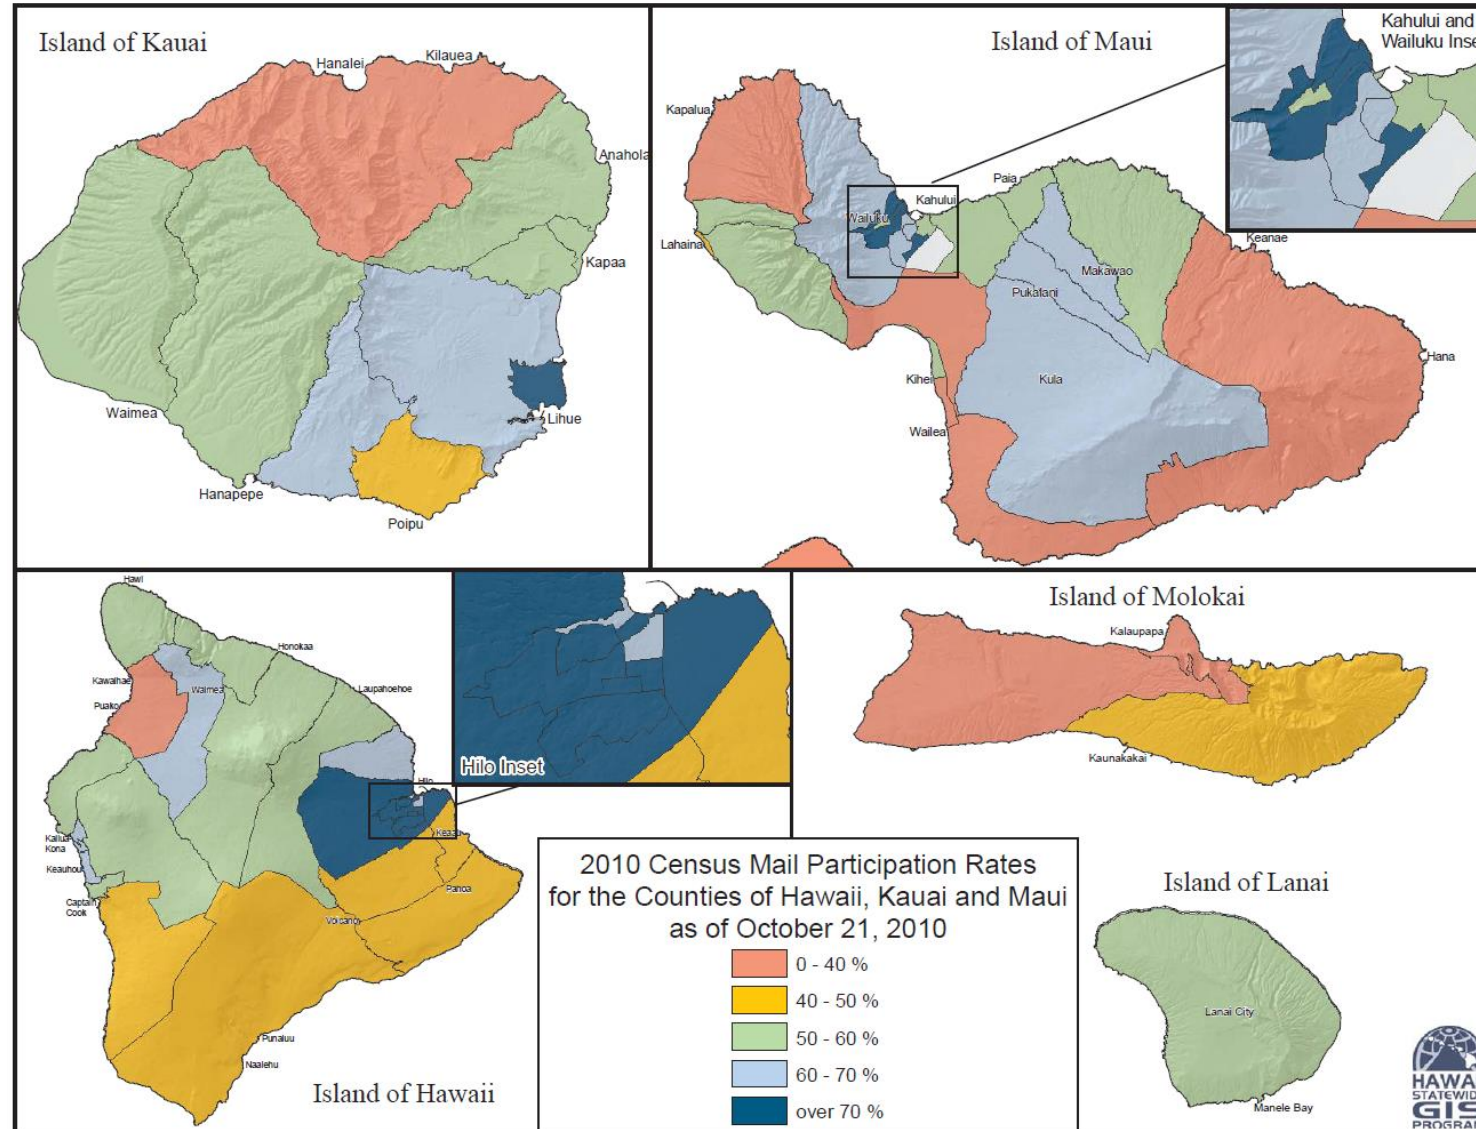 Island of Kauai
Hanalei
Kilauea
Anahola
Kapaa
Lihue
Waimea
Hanapepe
Poipu
Island of Maui
Kahului and
Wailuku Inse
Kapalua
Paia
Kahului
Wailuku
Lahaina
Keanae
Makawao
Pukalani
Hana
Kihei
Kula
Wailea
Hawi
Honokaa
Kawaihae
Waimea
Laupahoehoe
Puako
Hilo
Hilo Inset
Kailua
Kona
Keaau
Keauhou
Pahoa
Captain
Cook
Volcano
Punaluu
Naalehu
Island of Hawaii
Island of Molokai
Kalaupapa
Kaunakakai
2010 Census Mail Participation Rates
for the Counties of Hawaii, Kauai and Maui
as of October 21, 2010
0 - 40 %
40 - 50 %
50 - 60 %
60 - 70 %
over 70 %
Island of Lanai
Lanai City
Manele Bay
HAWAI
STATEWID
GIS
PROGRAM